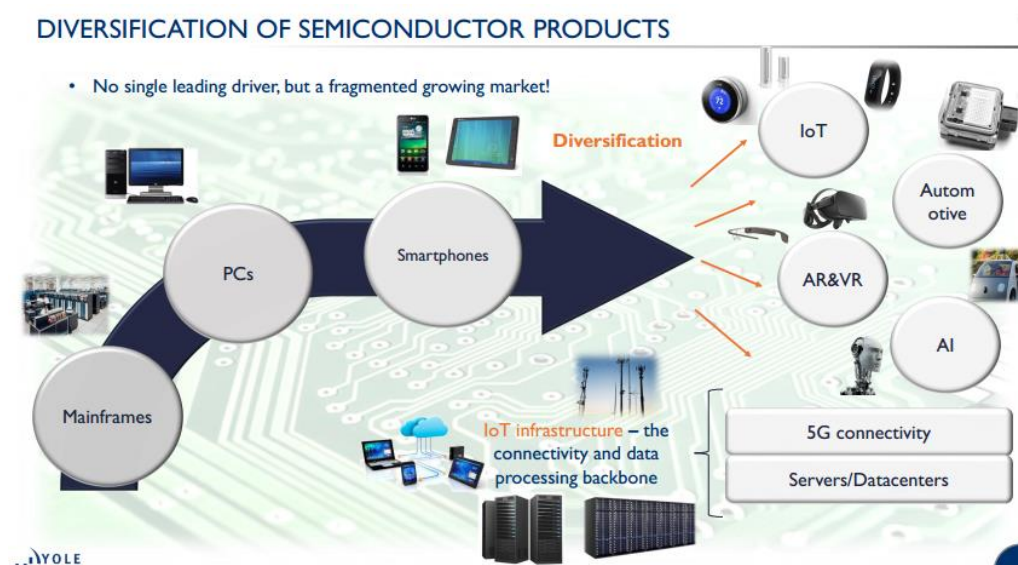 DIVERSIFICATION OF SEMICONDUCTOR PRODUCTS
• No single leading driver, but a fragmented growing market!
Diversification
IoT
Autom
otive
Smartphones
PCs
AR&VR
AI
Mainframes
IoT infrastructure – the
connectivity and data
processing backbone
5G connectivity
Servers/Datacenters
YOLE